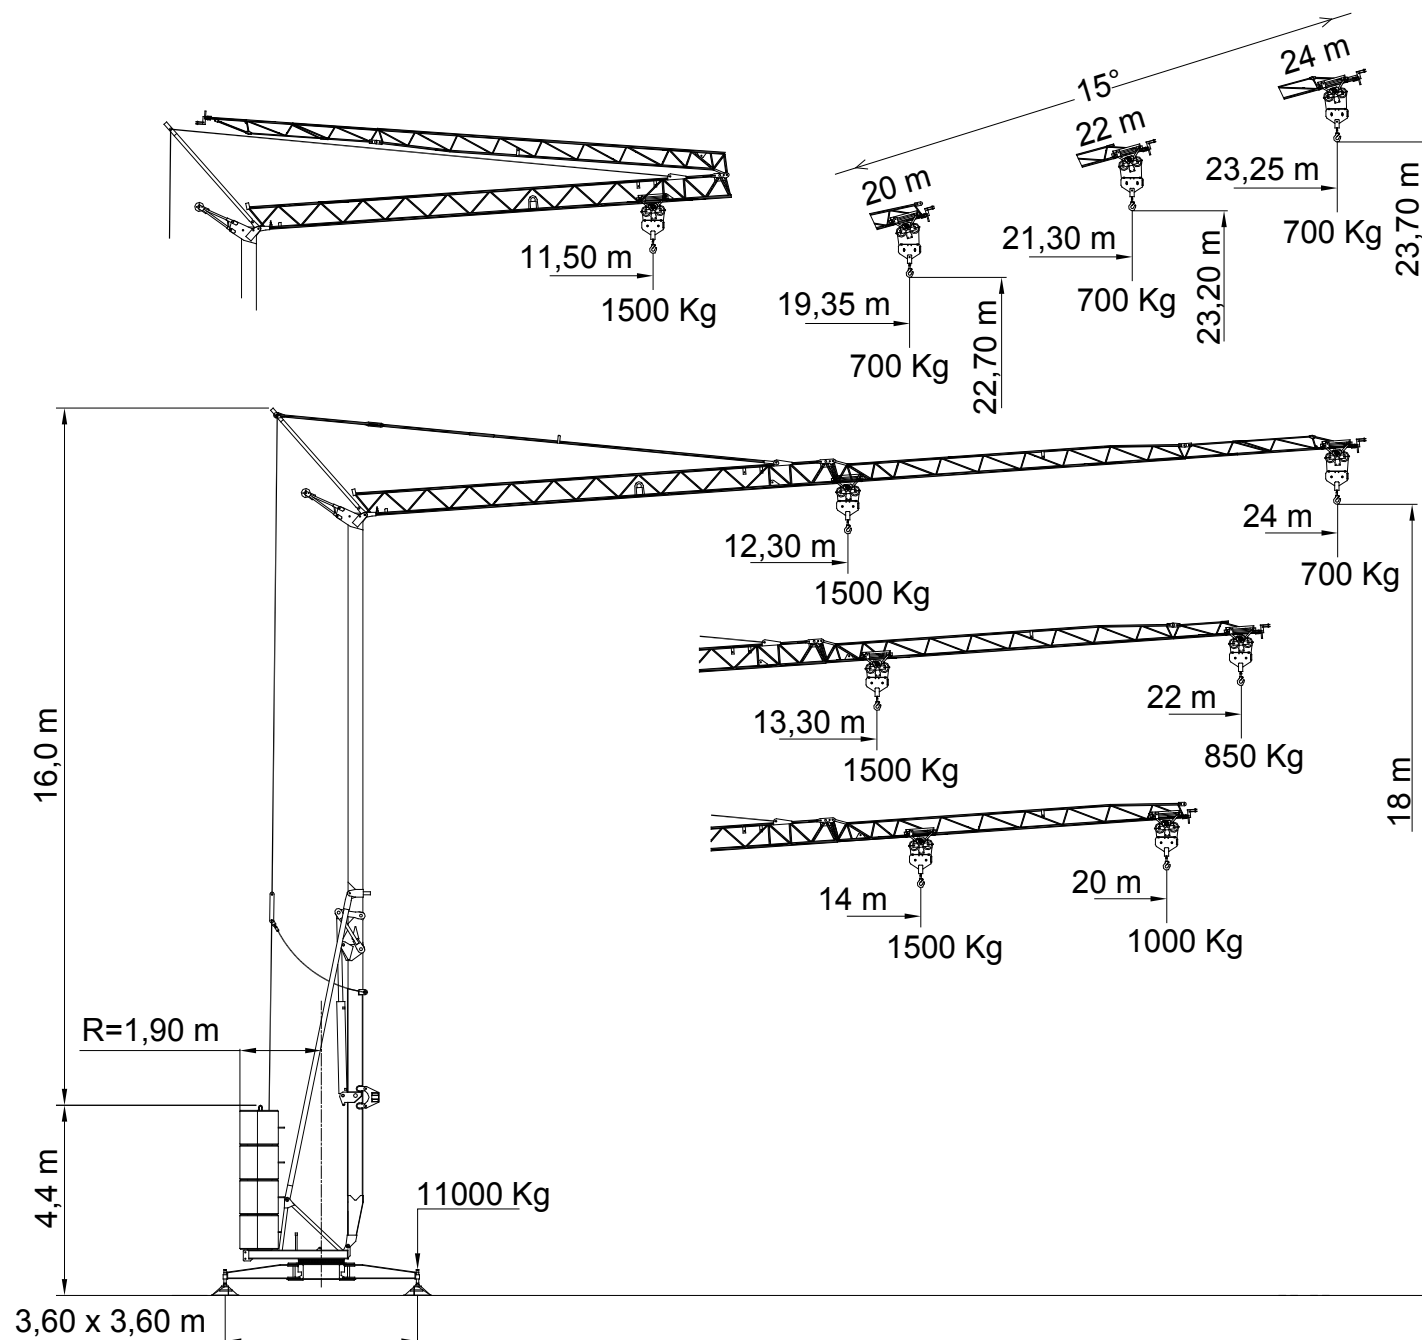 24 m
15°
22 m
23,25 m
20 m
700 Kg
23,70 m
11,50 m
21,30 m
1500 Kg
19,35 m
700 Kg
23,20 m
700 Kg
22,70 m
24 m
12,30 m
700 Kg
1500 Kg
16,0 m
22 m
13,30 m
850 Kg
1500 Kg
18 m
20 m
14 m
1000 Kg
1500 Kg
R=1,90 m
4,4 m
11000 Kg
3,60 x 3,60 m